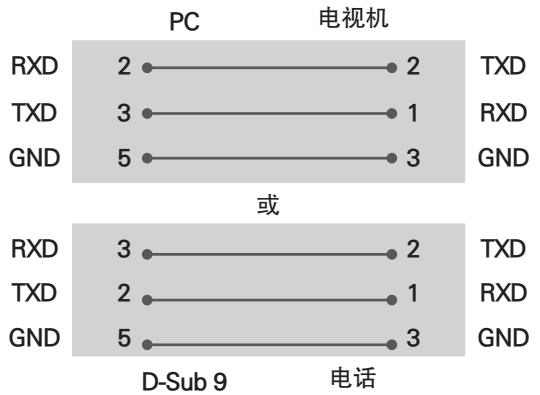 PC 电视机
RXD 2 2 TXD
TXD 3 1 RXD
GND 5 3 GND
或
RXD 3 2 TXD
TXD 2 1 RXD
GND 5 3 GND
D-Sub 9 电话